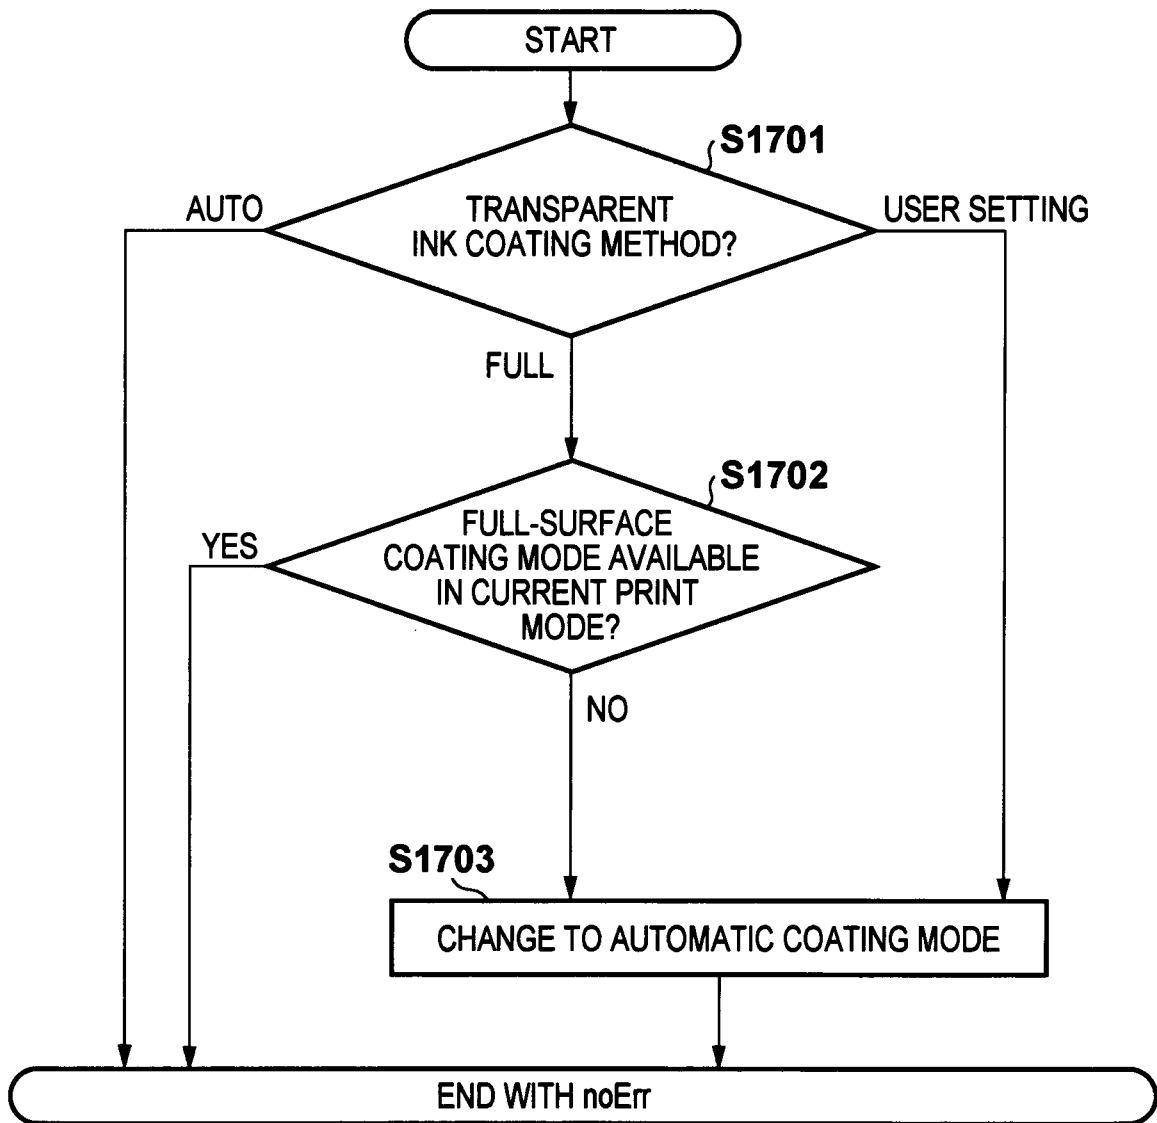 START
S1701
AUTO
TRANSPARENT
INK COATING METHOD?
USER SETTING
FULL
S1702
YES
FULL-SURFACE
COATING MODE AVAILABLE
IN CURRENT PRINT
MODE?
NO
S1703
CHANGE TO AUTOMATIC COATING MODE
END WITH noErr